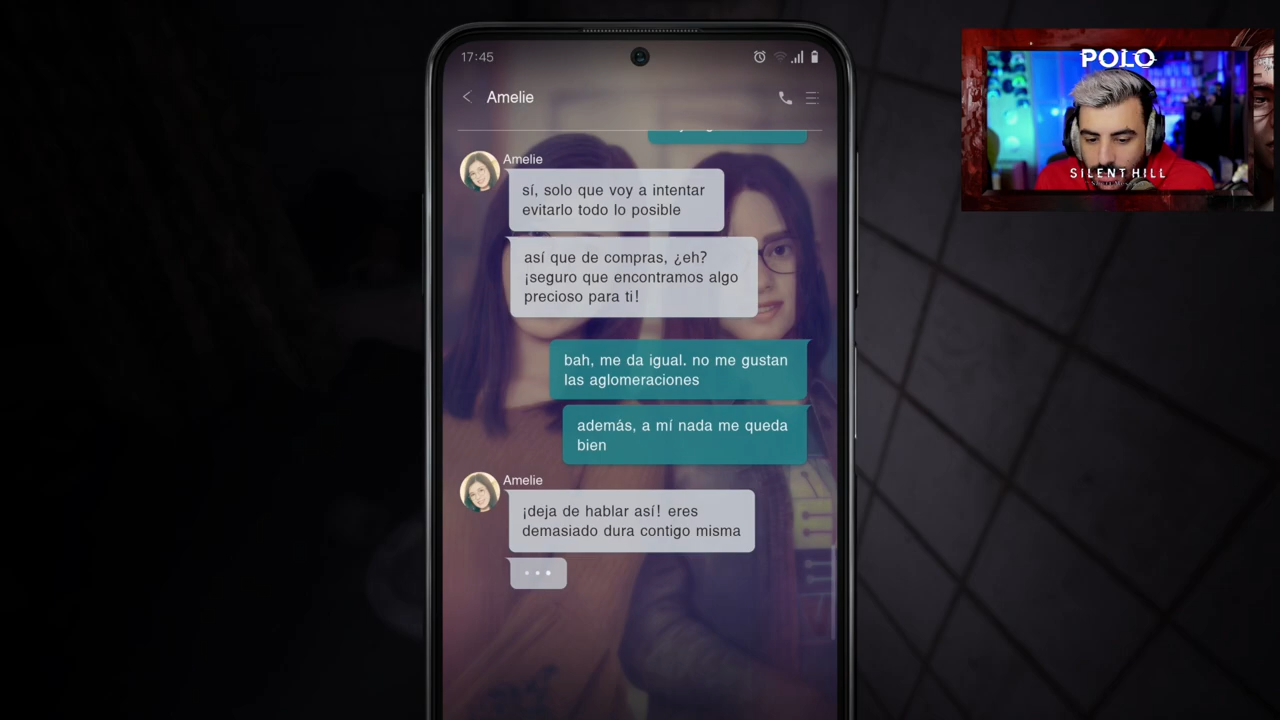 17:45
Amelie
Amelie
sí, solo que voy a intentar
evitarlo todo lo posible
así que de compras, ¿eh?
¡seguro que encontramos algo
precioso para ti!
bah, me da igual. no me gustan
las aglomeraciones
además, a mí nada me queda
bien
Amelie
¡deja de hablar así! eres
demasiado dura contigo misma
POLO
SILENT HILL